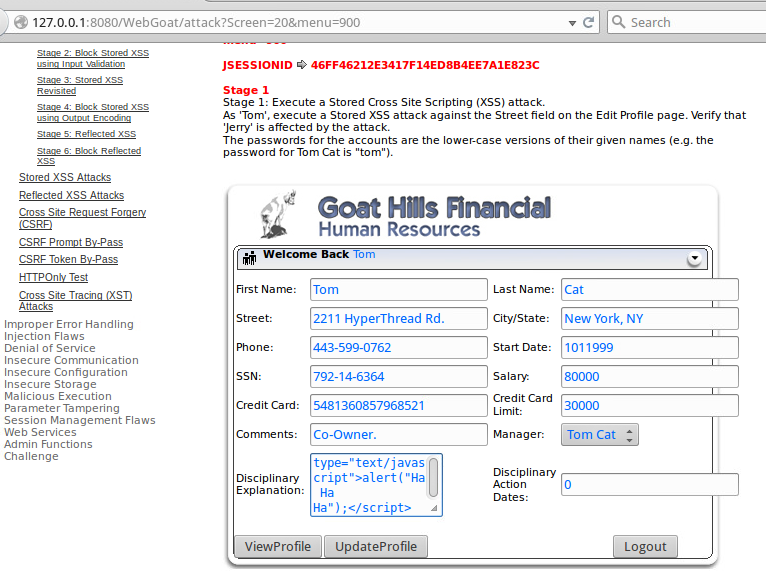 127.0.0.1:8080/WebGoat/attack?Screen=20&menu=900
Search
Stage 2: Block Stored XSS
using Input Validation
Stage 3: Stored XSS
Revisited
Stage 4: Block Stored XSS
using Output Encoding
Stage 5: Reflected XSS
Stage 6: Block Reflected
XSS
Stored XSS Attacks
Reflected XSS Attacks
Cross Site Request Forgery
(CSRF)
CSRF Prompt By-Pass
CSRF Token By-Pass
HTTPOnly Test
Cross Site Tracing (XST)
Attacks
Improper Error Handling
Injection Flaws
Denial of Service
Insecure Communication
Insecure Configuration
Insecure Storage
Malicious Execution
Parameter Tampering
Session Management Flaws
Web Services
Admin Functions
Challenge
JSESSIONID ⇨ 46FF46212E3417F14ED8B4EE7A1E823C
Stage 1
Stage 1: Execute a Stored Cross Site Scripting (XSS) attack.
As 'Tom', execute a Stored XSS attack against the Street field on the Edit Profile page. Verify that
'Jerry' is affected by the attack.
The passwords for the accounts are the lower-case versions of their given names (e.g. the
password for Tom Cat is "tom").
Goat Hills Financial
Human Resources
Welcome Back Tom
First Name: Tom Last Name: Cat
Street: 2211 HyperThread Rd. City/State: New York, NY
Phone: 443-599-0762 Start Date: 1011999
SSN: 792-14-6364 Salary: 80000
Credit Card: 5481360857968521 Credit Card
Limit: 30000
Comments: Co-Owner. Manager: Tom Cat
Disciplinary
Explanation:
type="text/javas
cript">alert("Ha
Ha
Ha");</script>
Disciplinary
Action
Dates:
0
ViewProfile UpdateProfile Logout